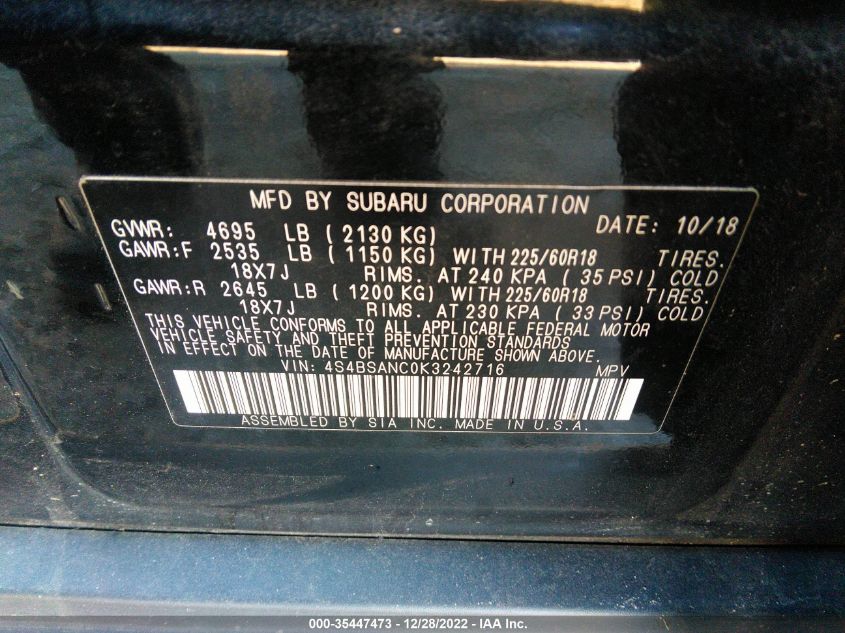 MFD BY SUBARU CORPORATION DATE: 10/18
GVWR: 4695 LB ( 2130 KG)
GAWR:F 2535 LB ( 1150 KG) WITH 225/60R18 TIRES.
18X7J RIMS. AT 240 KPA ( 35 PSI) COLD
GAWR:R 2645 LB ( 1200 KG) WITH 225/60R18 TIRES.
18X7J RIMS. AT 230 KPA ( 33 PSI) COLD
THIS VEHICLE CONFORMS TO ALL APPLICABLE FEDERAL MOTOR
VEHICLE SAFETY AND THEFT PREVENTION STANDARDS
IN EFFECT ON THE DATE OF MANUFACTURE SHOWN ABOVE.
VIN: 4S4BSANC0K3242716 MPV
ASSEMBLED BY SIA INC. MADE IN U.S.A.
000-35447473 - 12/28/2022 - IAA Inc.